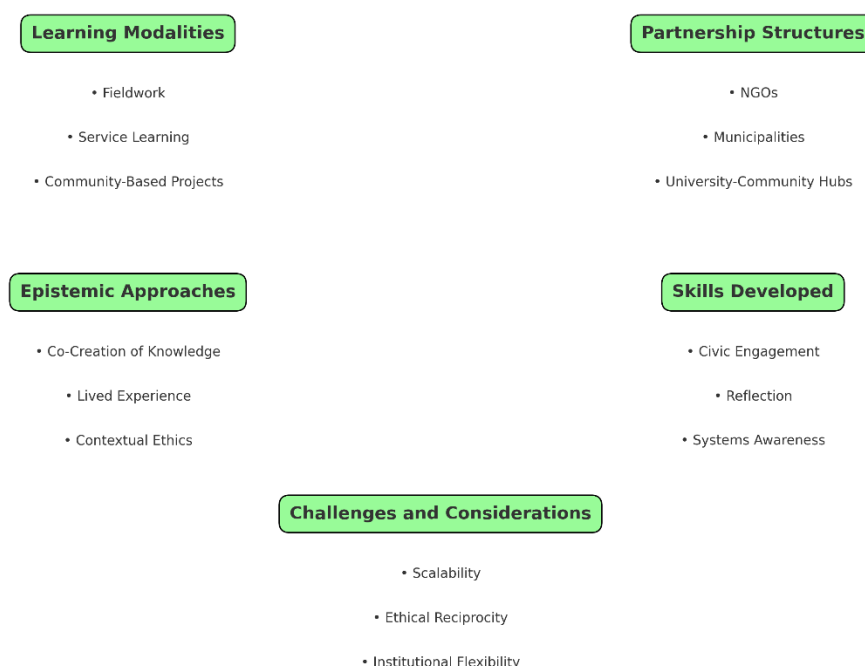 Learning Modalities
• Fieldwork
• Service Learning
• Community-Based Projects
Partnership Structures
• NGOs
• Municipalities
• University-Community Hubs
Epistemic Approaches
• Co-Creation of Knowledge
• Lived Experience
• Contextual Ethics
Skills Developed
• Civic Engagement
• Reflection
• Systems Awareness
Challenges and Considerations
• Scalability
• Ethical Reciprocity
• Institutional Flexibility